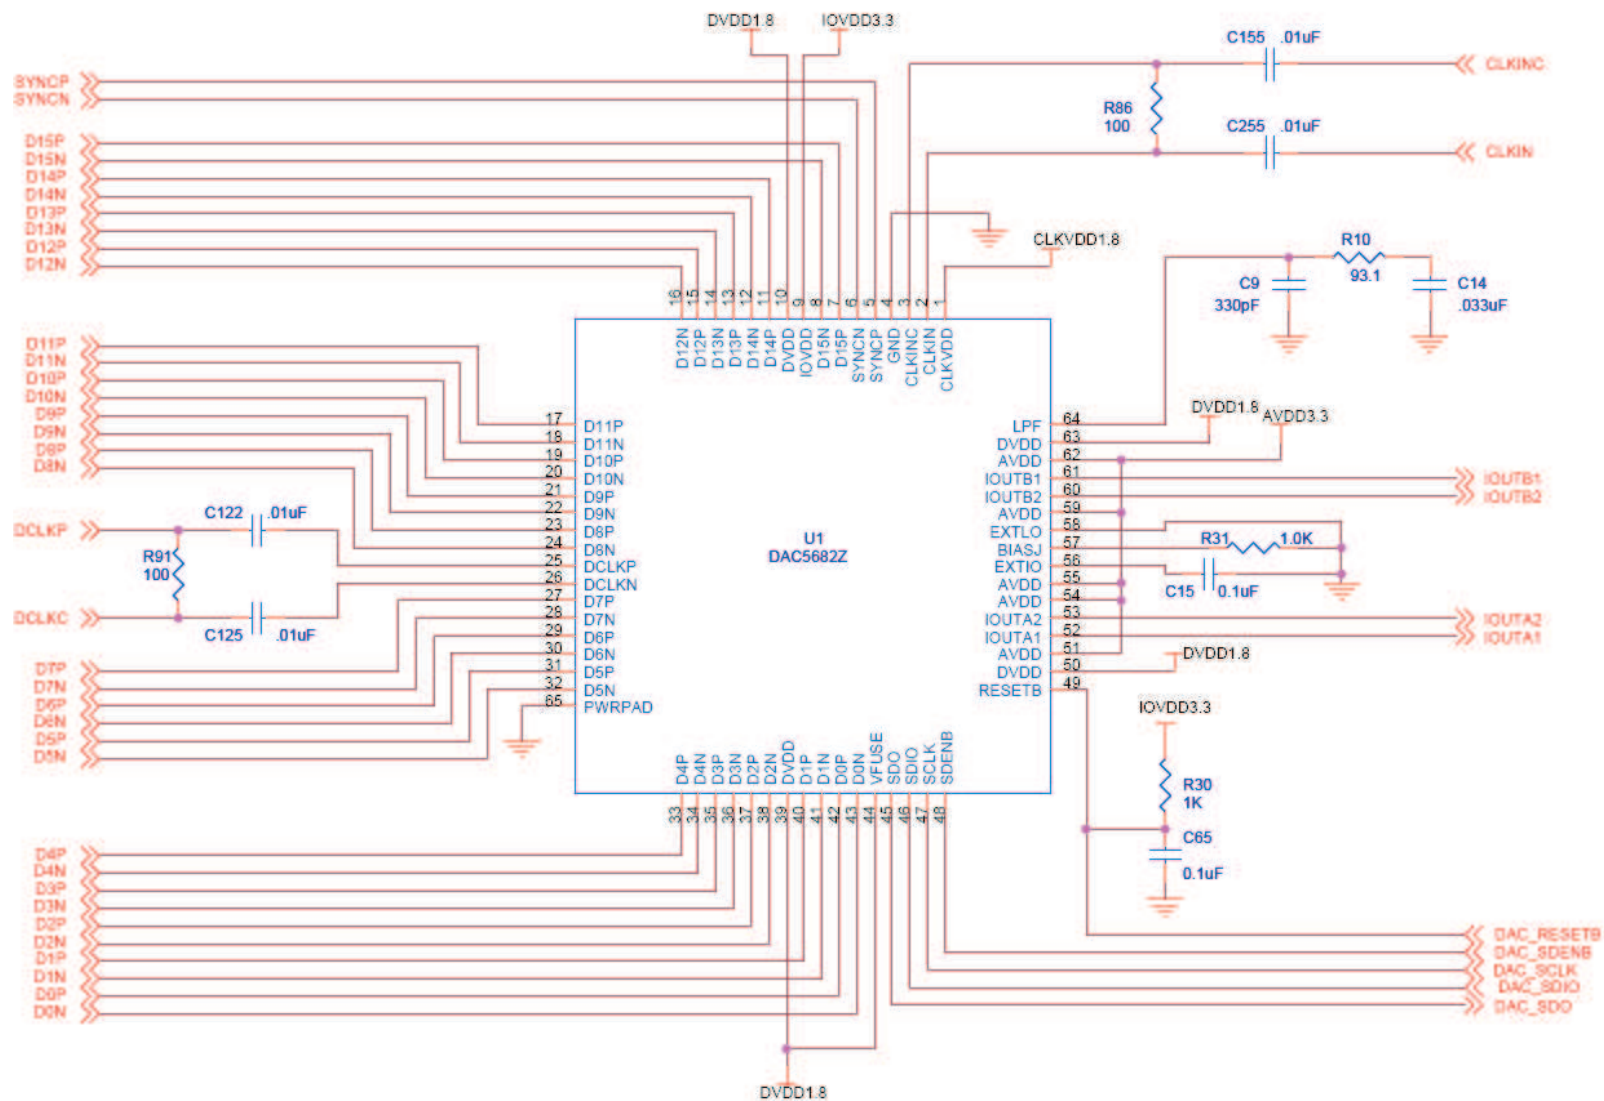 DVDD1.8 IOVDD3.3
C155 .01uF
SYNCP
SYNCN
CLKINC
R86
100
C255 .01uF
CLKIN
D15P
D15N
D14P
D14N
D13P
D13N
D12P
D12N
CLKVDD1.8
R10
93.1
C9
330pF
C14
.033uF
16 15 14 13 12 11 10 9 8 7 6 5 4 3 2 1
D12N D12P D13N D13P D14N D14P DVDD IOVDD D15N D15P SYNCN SYNCP GND CLKINC CLKIN CLKVDD
D11P
D11N
D10P
D10N
D9P
D9N
D8P
D8N
DCLKP
C122 .01uF
R91
100
DCLKC
C125 .01uF
D7P
D7N
D6P
D6N
D5P
D5N
17 D11P
18 D11N
19 D10P
20 D10N
21 D9P
22 D9N
23 D8P
24 D8N
25 DCLKP
26 DCLKN
27 D7P
28 D7N
29 D6P
30 D6N
31 D5P
32 D5N
65 PWRPAD
U1
DAC5682Z
LPF 64
DVDD 63
AVDD 62
IOUTB1 61
IOUTB2 60
AVDD 59
EXTLO 58
BIASJ 57
EXTIO 56
AVDD 55
AVDD 54
IOUTA2 53
IOUTA1 52
AVDD 51
DVDD 50
RESETB 49
DVDD1.8 AVDD3.3
IOUTB1
IOUTB2
R31 1.0K
C15 0.1uF
IOUTA2
IOUTA1
DVDD1.8
IOVDD3.3
R30
1K
C65
0.1uF
D4P D4N D3P D3N D2P D2N DVDD D1P D1N D0P D0N VFUSE SDO SDIO SCLK SDENB
33 34 35 36 37 38 39 40 41 42 43 44 45 46 47 48
D4P
D4N
D3P
D3N
D2P
D2N
D1P
D1N
D0P
D0N
DAC_RESETB
DAC_SDENB
DAC_SCLK
DAC_SDIO
DAC_SDO
DVDD1.8